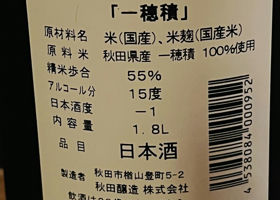 「一穂積」
原材料名 米(国産)、米麹(国産米)
原料米 秋田県産 一穂積 100%使用
精米歩合 55%
アルコール分 15度
日本酒度 -1
内容量 1.8L
品目 日本酒
製造者 秋田市楢山登町5-2
秋田醸造 株式会社
4 538084 000952